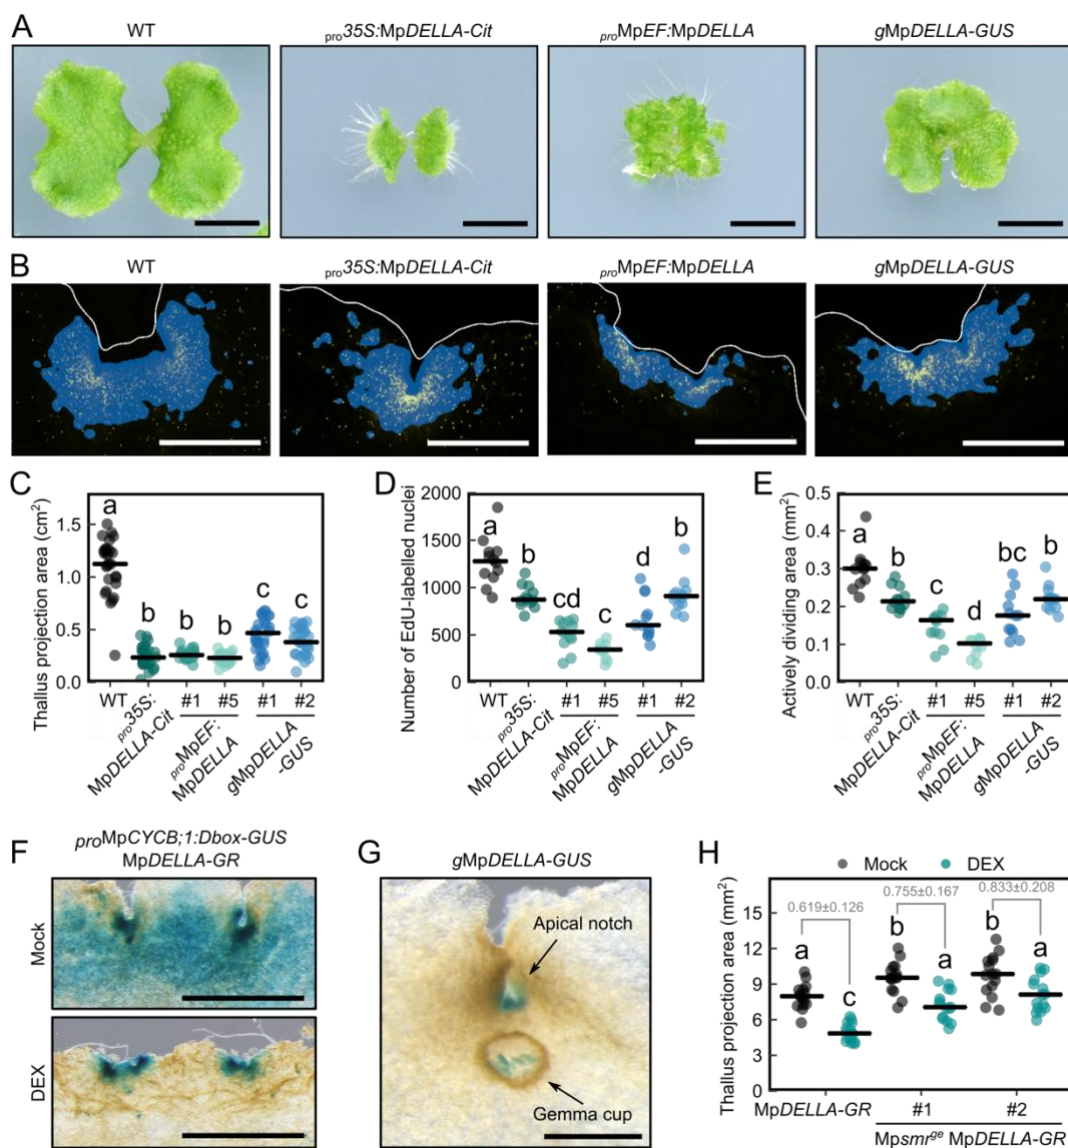 A
WT
pro35S:MpDELLA-Cit
proMpEF:MpDELLA
gMpDELLA-GUS
B
WT
pro35S:MpDELLA-Cit
proMpEF:MpDELLA
gMpDELLA-GUS
C
Thallus projection area (cm²)
1.5
1.0
0.5
0.0
a
b
b
b
c
c
WT
pro35S:
MpDELLA-Cit
#1 #5
proMpEF:
MpDELLA
#1 #2
gMpDELLA
-GUS
D
Number of EdU-labelled nuclei
2000
1500
1000
500
0
a
b
cd
c
d
b
WT
pro35S:
MpDELLA-Cit
#1 #5
proMpEF:
MpDELLA
#1 #2
gMpDELLA
-GUS
E
Actively dividing area (mm²)
0.5
0.4
0.3
0.2
0.1
0.0
a
b
c
d
bc
b
WT
pro35S:
MpDELLA-Cit
#1 #5
proMpEF:
MpDELLA
#1 #2
gMpDELLA
-GUS
F
proMpCYCB;1:Dbox-GUS
MpDELLA-GR
Mock
DEX
G
gMpDELLA-GUS
Apical notch
Gemma cup
H
Mock DEX
Thallus projection area (mm²)
18
15
12
9
6
3
0
0.619±0.126
0.755±0.167
0.833±0.208
a
c
b
a
b
a
MpDELLA-GR
#1
#2
Mpsmrᵍᵉ MpDELLA-GR